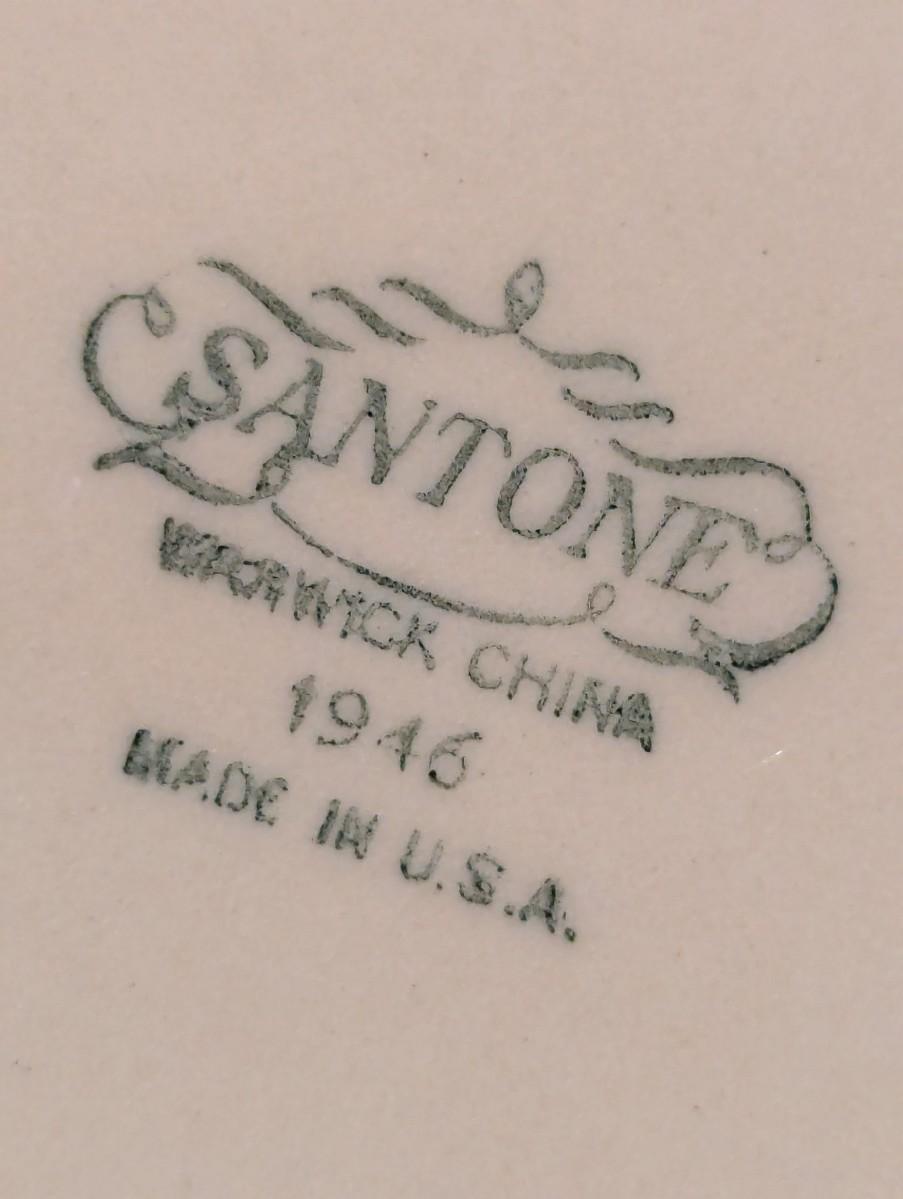 SANTONE
WARWICK CHINA
1946
MADE IN U.S.A.